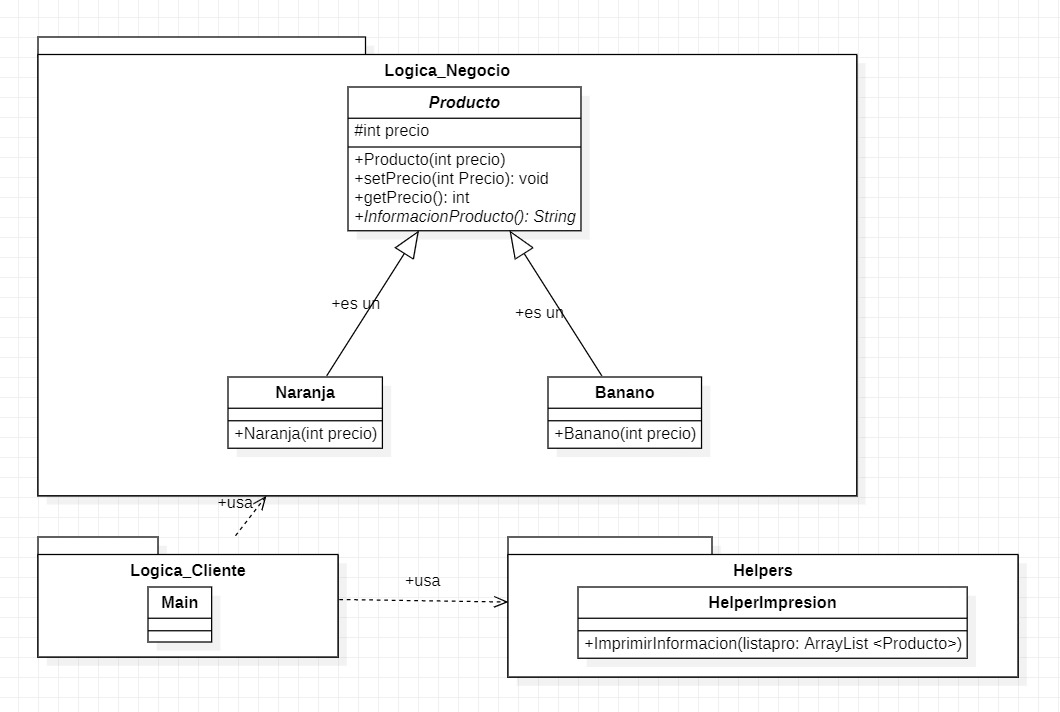 Logica_Negocio
Producto
#int precio
+Producto(int precio)
+setPrecio(int Precio): void
+getPrecio(): int
+InformacionProducto(): String
+es un
+es un
Naranja
+Naranja(int precio)
Banano
+Banano(int precio)
+usa
Logica_Cliente
Main
+usa
Helpers
HelperImpresion
+ImprimirInformacion(listapro: ArrayList <Producto>)